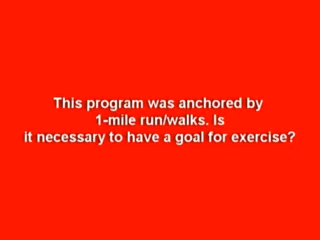 This program was anchored by
1-mile run/walks. Is
it necessary to have a goal for exercise?